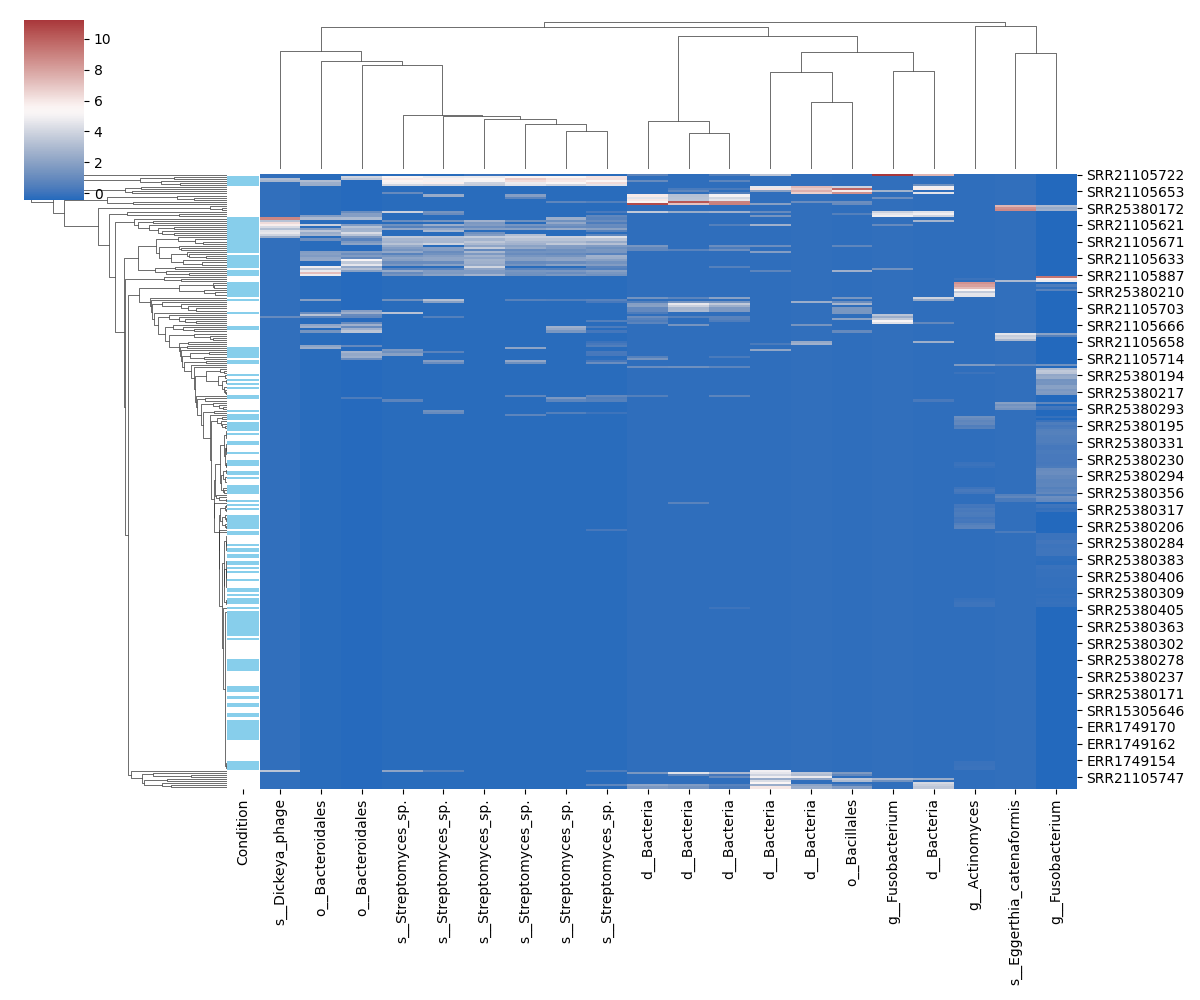 10
8
6
4
2
0
SRR21105722
SRR21105653
SRR25380172
SRR21105621
SRR21105671
SRR21105633
SRR21105887
SRR25380210
SRR21105703
SRR21105666
SRR21105658
SRR21105714
SRR25380194
SRR25380217
SRR25380293
SRR25380195
SRR25380331
SRR25380230
SRR25380294
SRR25380356
SRR25380317
SRR25380206
SRR25380284
SRR25380383
SRR25380406
SRR25380309
SRR25380405
SRR25380363
SRR25380302
SRR25380278
SRR25380237
SRR25380171
SRR15305646
ERR1749170
ERR1749162
ERR1749154
SRR21105747
Condition
s__Dickeya_phage
o__Bacteroidales
o__Bacteroidales
s__Streptomyces_sp.
s__Streptomyces_sp.
s__Streptomyces_sp.
s__Streptomyces_sp.
s__Streptomyces_sp.
s__Streptomyces_sp.
d__Bacteria
d__Bacteria
d__Bacteria
d__Bacteria
d__Bacteria
o__Bacillales
g__Fusobacterium
d__Bacteria
g__Actinomyces
s__Eggerthia_catenaformis
g__Fusobacterium